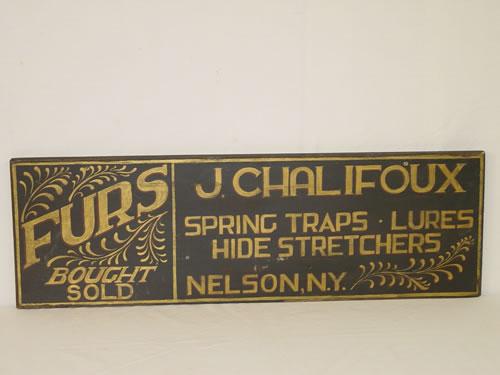 FURS
BOUGHT
SOLD
J. CHALIFOUX
SPRING TRAPS · LURES
HIDE STRETCHERS
NELSON, N.Y.